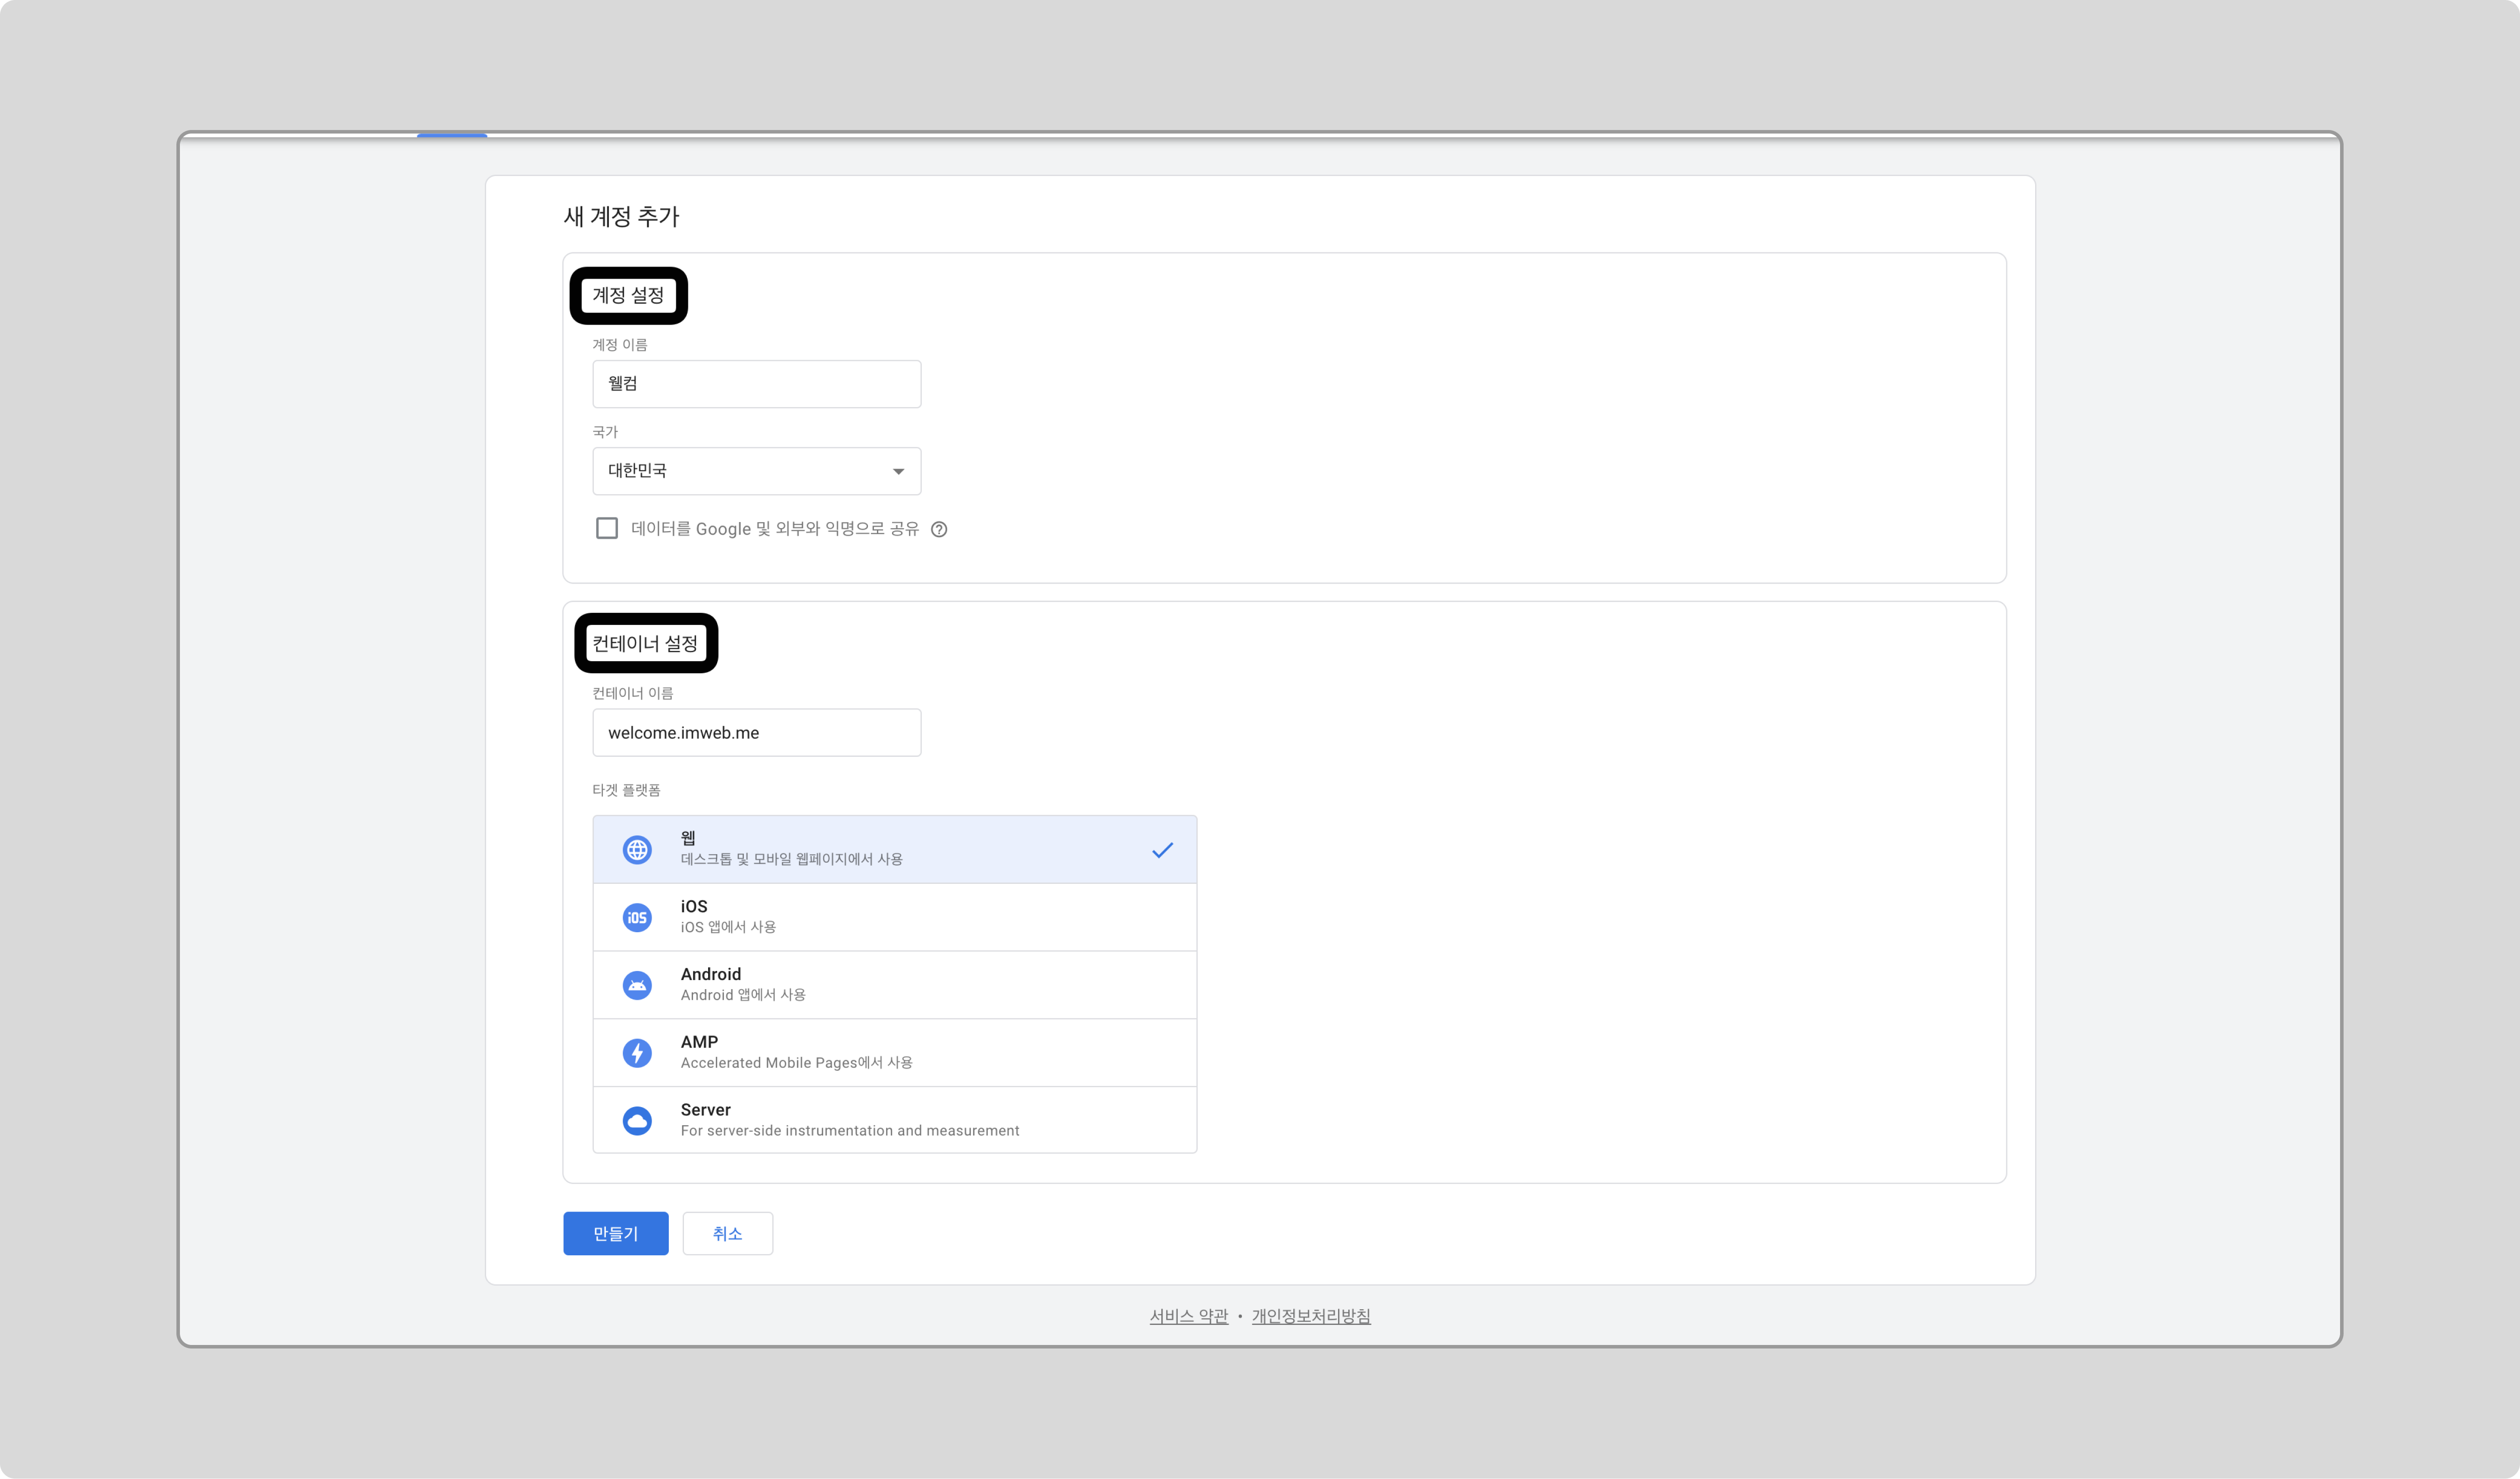 새 계정 추가
계정 설정
계정 이름
웰컴
국가
대한민국
데이터를 Google 및 외부와 익명으로 공유
컨테이너 설정
컨테이너 이름
welcome.imweb.me
타겟 플랫폼
웹
데스크톱 및 모바일 웹페이지에서 사용
iOS
iOS
iOS 앱에서 사용
Android
Android 앱에서 사용
AMP
Accelerated Mobile Pages에서 사용
Server
For server-side instrumentation and measurement
만들기 취소
서비스 약관 • 개인정보처리방침